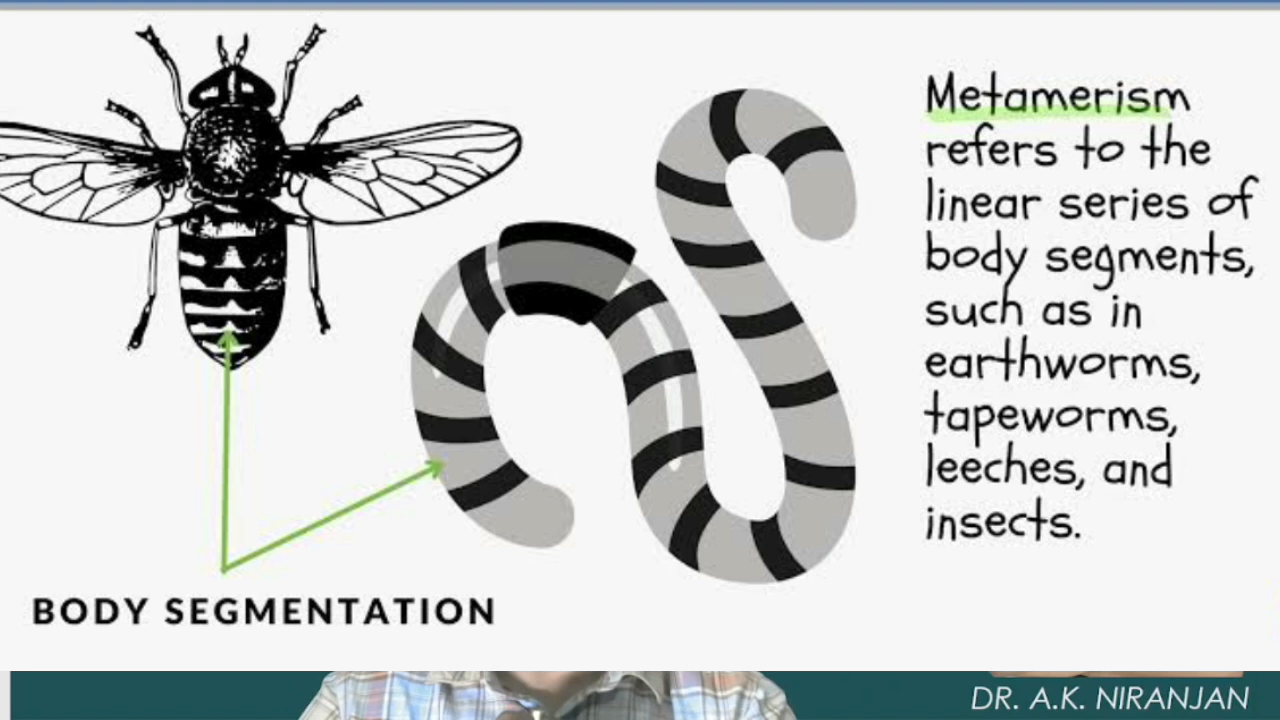 Metamerism
refers to the
linear series of
body segments,
such as in
earthworms,
tapeworms,
leeches, and
insects.
BODY SEGMENTATION
DR. A.K. NIRANJAN